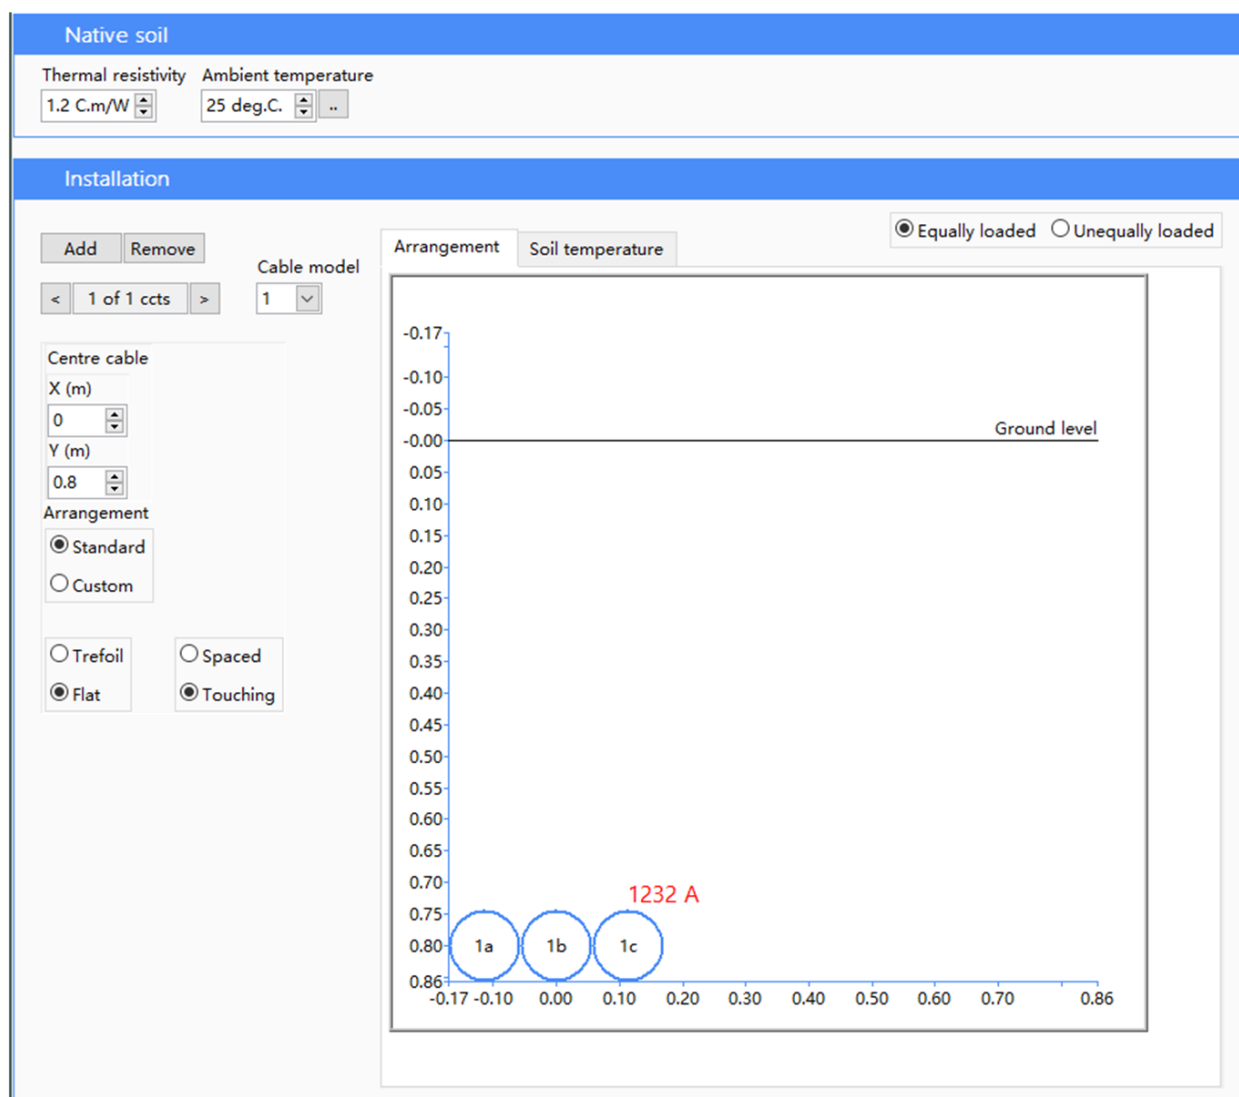 Native soil
Thermal resistivity Ambient temperature
1.2 C.m/W 25 deg.C. ..
Installation
Equally loaded Unequally loaded
Add Remove
Cable model
< 1 of 1 ccts > 1
Arrangement Soil temperature
Centre cable
X (m)
0
Y (m)
0.8
Arrangement
Standard
Custom
Trefoil Spaced
Flat Touching
-0.17
-0.10
-0.05
-0.00
Ground level
0.05
0.10
0.15
0.20
0.25
0.30
0.35
0.40
0.45
0.50
0.55
0.60
0.65
0.70
1232 A
0.75
0.80 1a 1b 1c
0.86
-0.17 -0.10 0.00 0.10 0.20 0.30 0.40 0.50 0.60 0.70 0.86